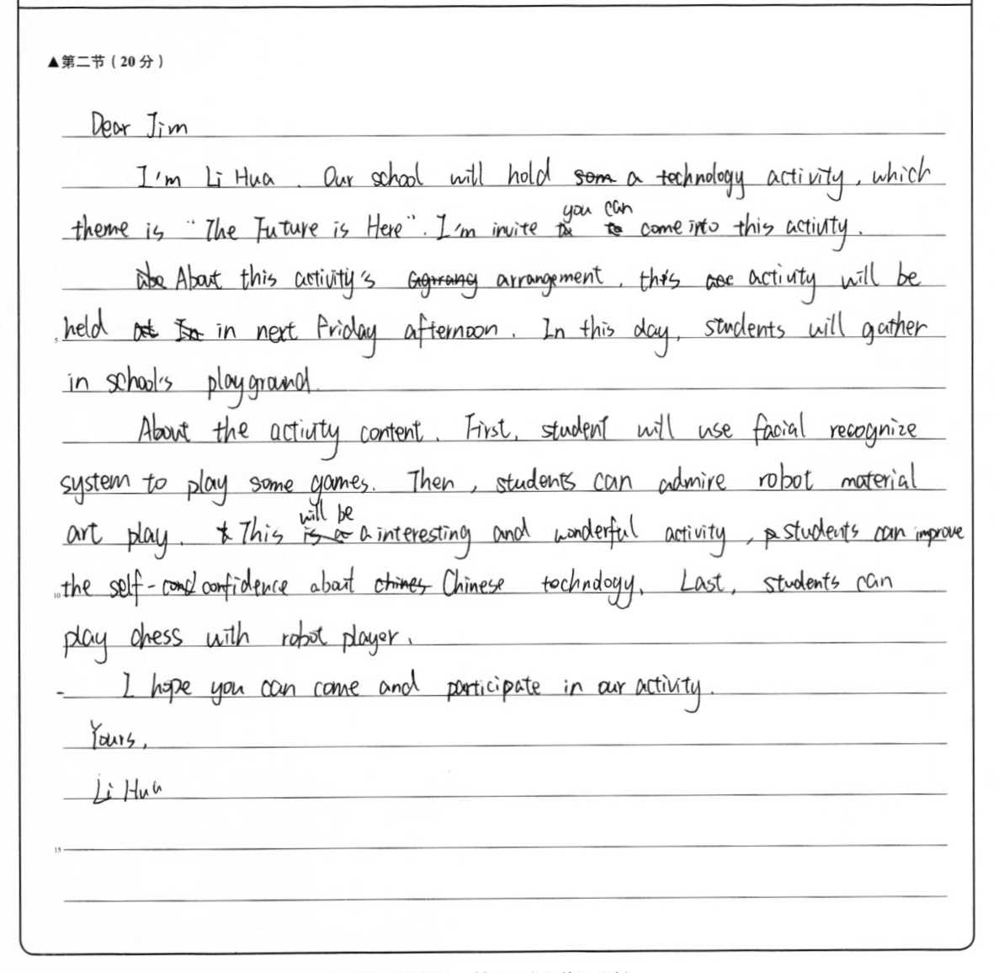 ▲第二节（20 分）
Dear Jim
I'm Li Hua. Our school will hold a technology activity, which
theme is "The Future is Here". I'm invite you can come into this activity.
About this activity's arrangement, this activity will be
5 held in next Friday afternoon. In this day, students will gather
in school's playground.
About the activity content. First, student will use facial recognize
system to play some games. Then, students can admire robot material
art play. This will be a interesting and wonderful activity, students can improve
10 the self-confidence about Chinese technology. Last, students can
play chess with robot player.
I hope you can come and participate in our activity.
Yours,
Li Hua
15